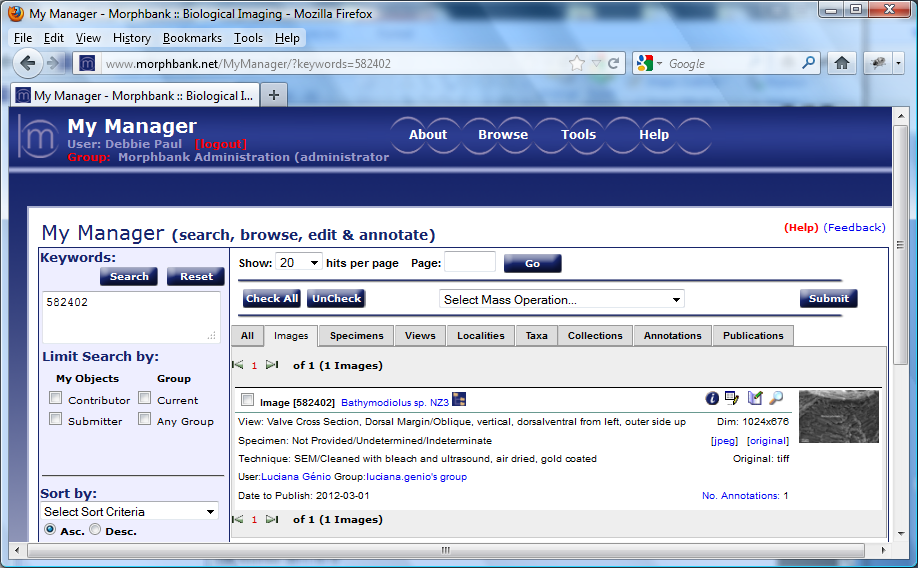 My Manager - Morphbank :: Biological Imaging - Mozilla Firefox
File Edit View History Bookmarks Tools Help
www.morphbank.net/MyManager/?keywords=582402
Google
My Manager - Morphbank :: Biological I...
My Manager
User: Debbie Paul [logout]
Group: Morphbank Administration (administrator
About Browse Tools Help
My Manager (search, browse, edit & annotate)
(Help) (Feedback)
Keywords:
Search Reset
582402
Limit Search by:
My Objects Group
Contributor Current
Submitter Any Group
Sort by:
Select Sort Criteria
Asc. Desc.
Show: 20 hits per page Page: Go
Check All UnCheck Select Mass Operation... Submit
All Images Specimens Views Localities Taxa Collections Annotations Publications
1 of 1 (1 Images)
Image [582402] Bathymodiolus sp. NZ3
View: Valve Cross Section, Dorsal Margin/Oblique, vertical, dorsalventral from left, outer side up Dim: 1024x676
Specimen: Not Provided/Undetermined/Indeterminate [jpeg] [original]
Technique: SEM/Cleaned with bleach and ultrasound, air dried, gold coated Original: tiff
User:Luciana Génio Group:luciana.genio's group
Date to Publish: 2012-03-01 No. Annotations: 1
1 of 1 (1 Images)